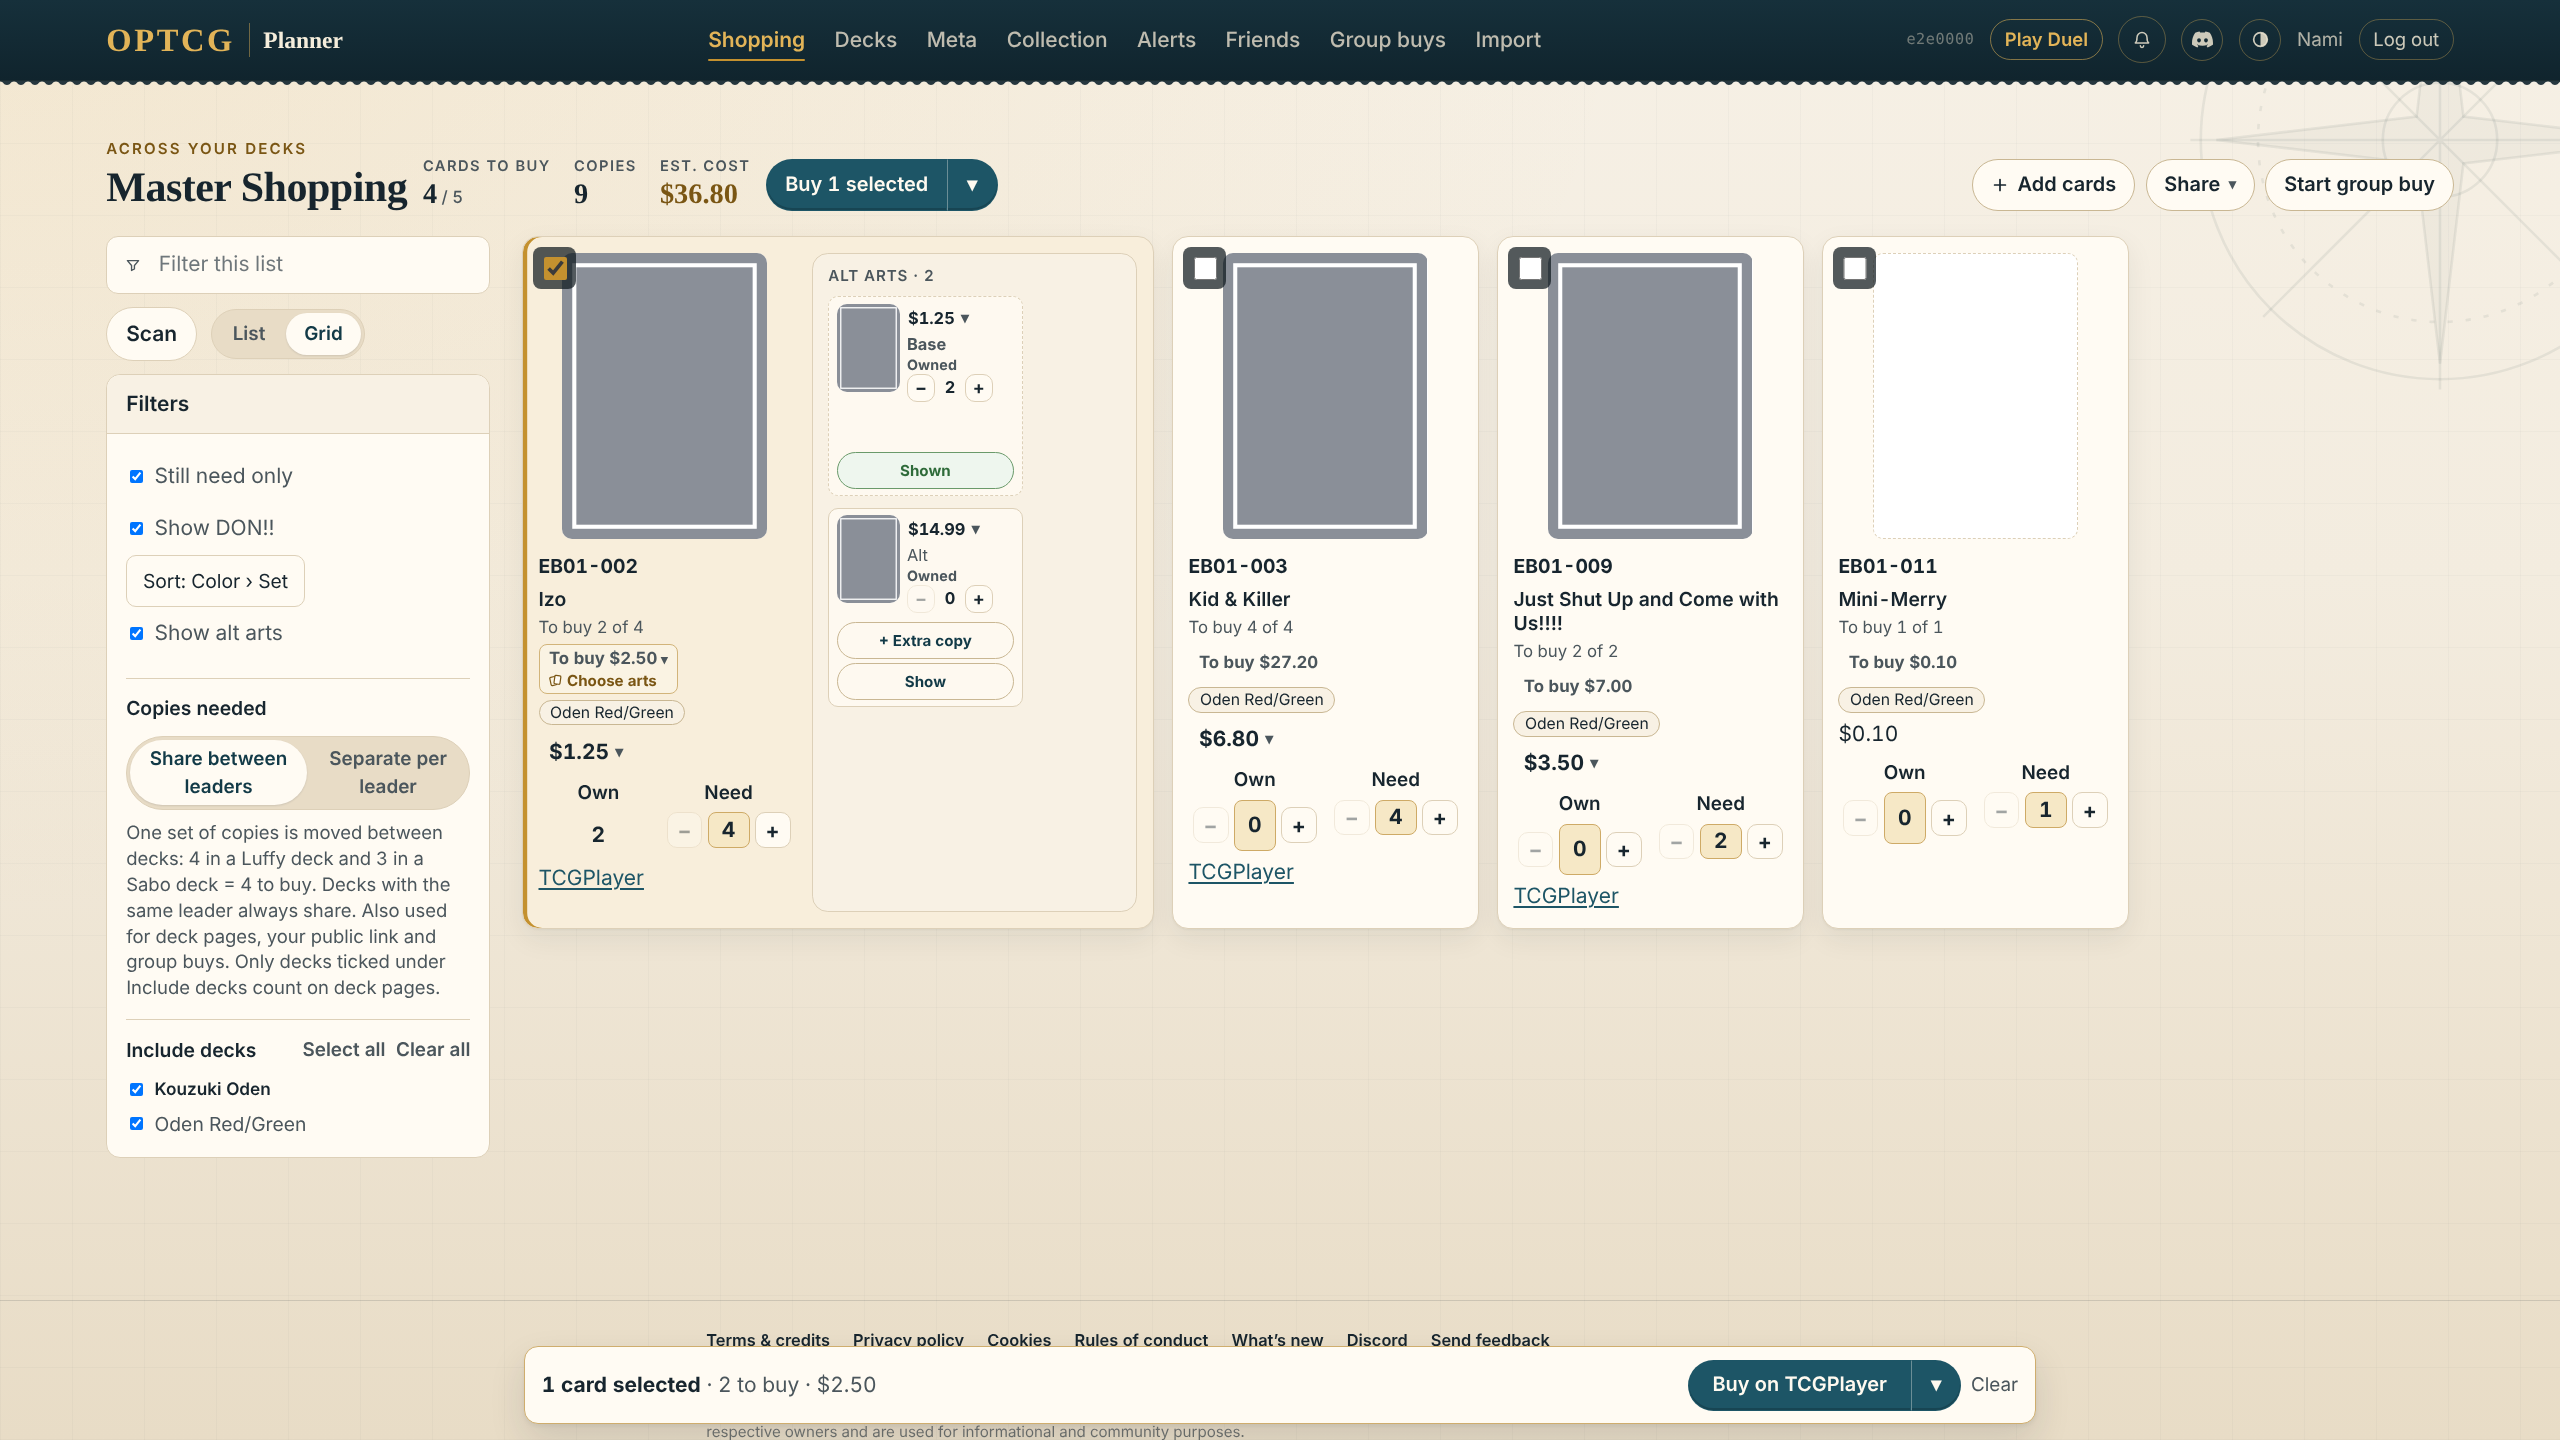 OPTCG Planner
Shopping Decks Meta Collection Alerts Friends Group buys Import
e2e0000 Play Duel Nami Log out
ACROSS YOUR DECKS
Master Shopping
CARDS TO BUY
4 / 5
COPIES
9
EST. COST
$36.80
Buy 1 selected ▼
+ Add cards
Share ▾
Start group buy
Filter this list
Scan
List Grid
Filters
Still need only
Show DON!!
Sort: Color › Set
Show alt arts
Copies needed
Share between leaders
Separate per leader
One set of copies is moved between
decks: 4 in a Luffy deck and 3 in a
Sabo deck = 4 to buy. Decks with the
same leader always share. Also used
for deck pages, your public link and
group buys. Only decks ticked under
Include decks count on deck pages.
Include decks Select all Clear all
Kouzuki Oden
Oden Red/Green
EB01-002
Izo
To buy 2 of 4
To buy $2.50 ▾
Choose arts
Oden Red/Green
$1.25 ▾
Own Need
2 − 4 +
TCGPlayer
ALT ARTS · 2
$1.25 ▾
Base
Owned
− 2 +
Shown
$14.99 ▾
Alt
Owned
− 0 +
+ Extra copy
Show
EB01-003
Kid & Killer
To buy 4 of 4
To buy $27.20
Oden Red/Green
$6.80 ▾
Own Need
− 0 + − 4 +
TCGPlayer
EB01-009
Just Shut Up and Come with
Us!!!!
To buy 2 of 2
To buy $7.00
Oden Red/Green
$3.50 ▾
Own Need
− 0 + − 2 +
TCGPlayer
EB01-011
Mini-Merry
To buy 1 of 1
To buy $0.10
Oden Red/Green
$0.10
Own Need
− 0 + − 1 +
Terms & credits Privacy policy Cookies Rules of conduct What's new Discord Send feedback
1 card selected · 2 to buy · $2.50
Buy on TCGPlayer ▼ Clear
respective owners and are used for informational and community purposes.